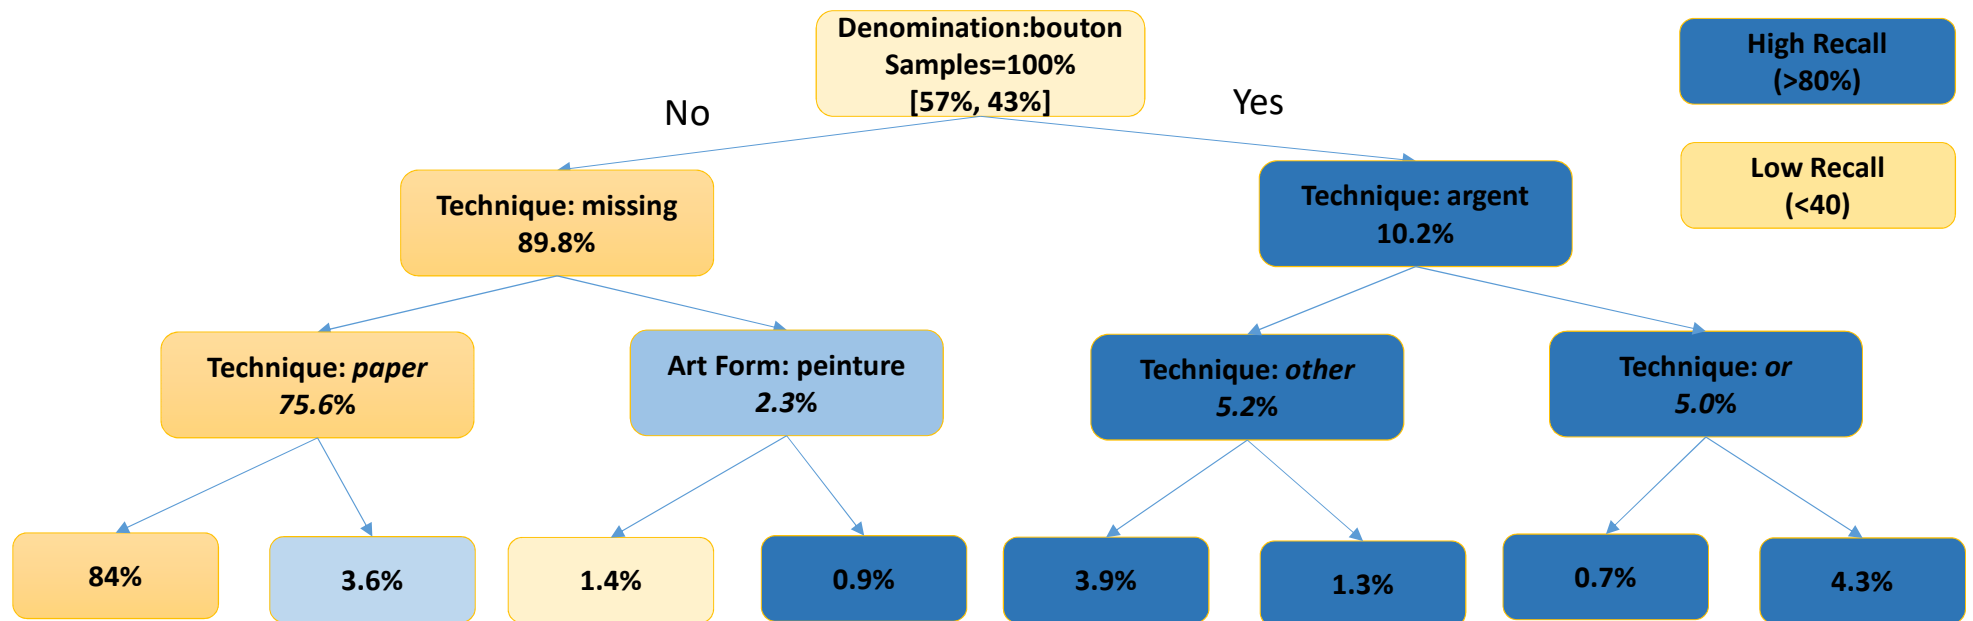 Denomination:bouton
Samples=100%
[57%, 43%]
High Recall
(>80%)
No
Yes
Low Recall
(<40)
Technique: missing
89.8%
Technique: argent
10.2%
Technique: paper
75.6%
Art Form: peinture
2.3%
Technique: other
5.2%
Technique: or
5.0%
84%
3.6%
1.4%
0.9%
3.9%
1.3%
0.7%
4.3%